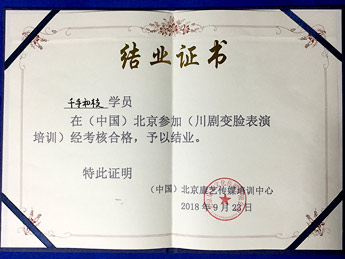 结业证书
千手和枝 学员
在（中国）北京参加（川剧变脸表演
培训）经考核合格，予以结业。
特此证明
（中国）北京康艺传媒培训中心
2018年9月23日